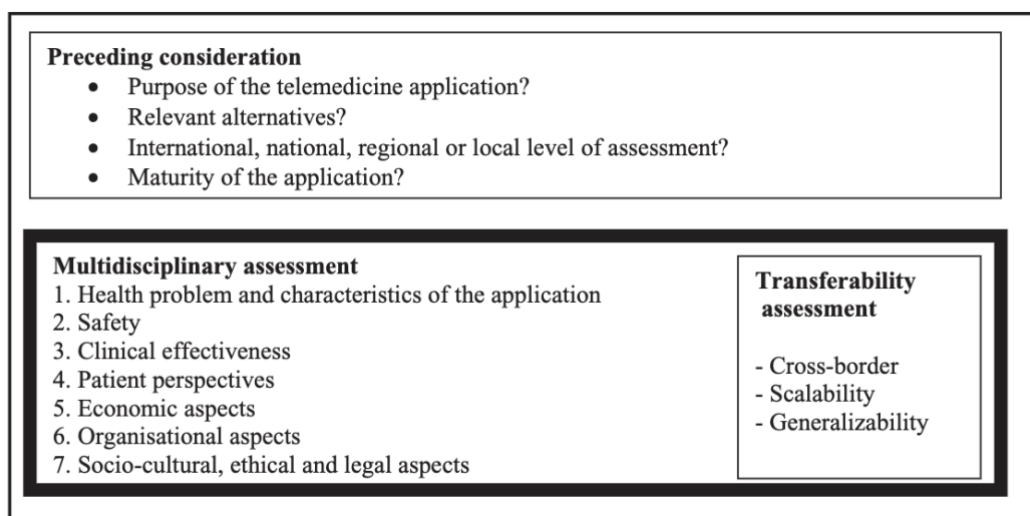 Preceding consideration
• Purpose of the telemedicine application?
• Relevant alternatives?
• International, national, regional or local level of assessment?
• Maturity of the application?
Multidisciplinary assessment
1. Health problem and characteristics of the application
2. Safety
3. Clinical effectiveness
4. Patient perspectives
5. Economic aspects
6. Organisational aspects
7. Socio-cultural, ethical and legal aspects
Transferability
assessment
- Cross-border
- Scalability
- Generalizability